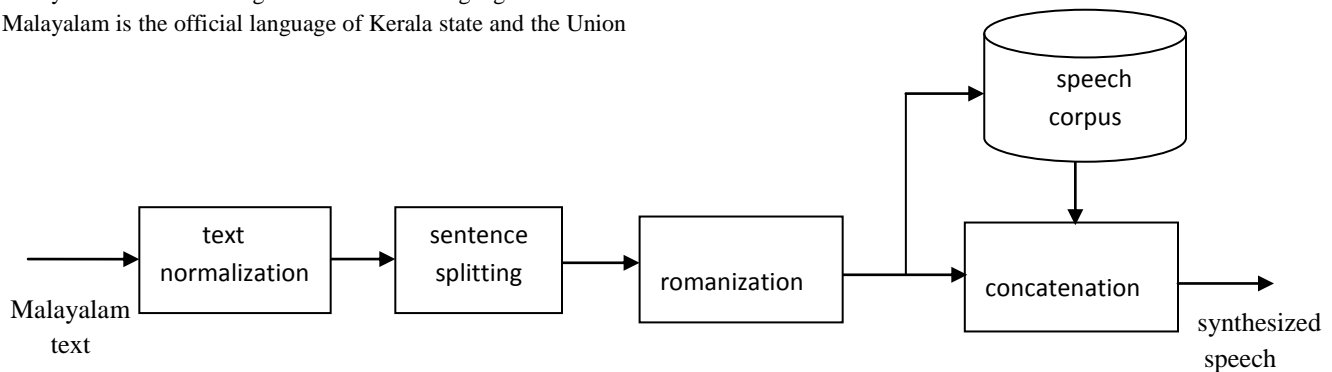 Malayalam is the official language of Kerala state and the Union
speech
corpus
text
normalization
sentence
splitting
romanization
concatenation
Malayalam
text
synthesized
speech